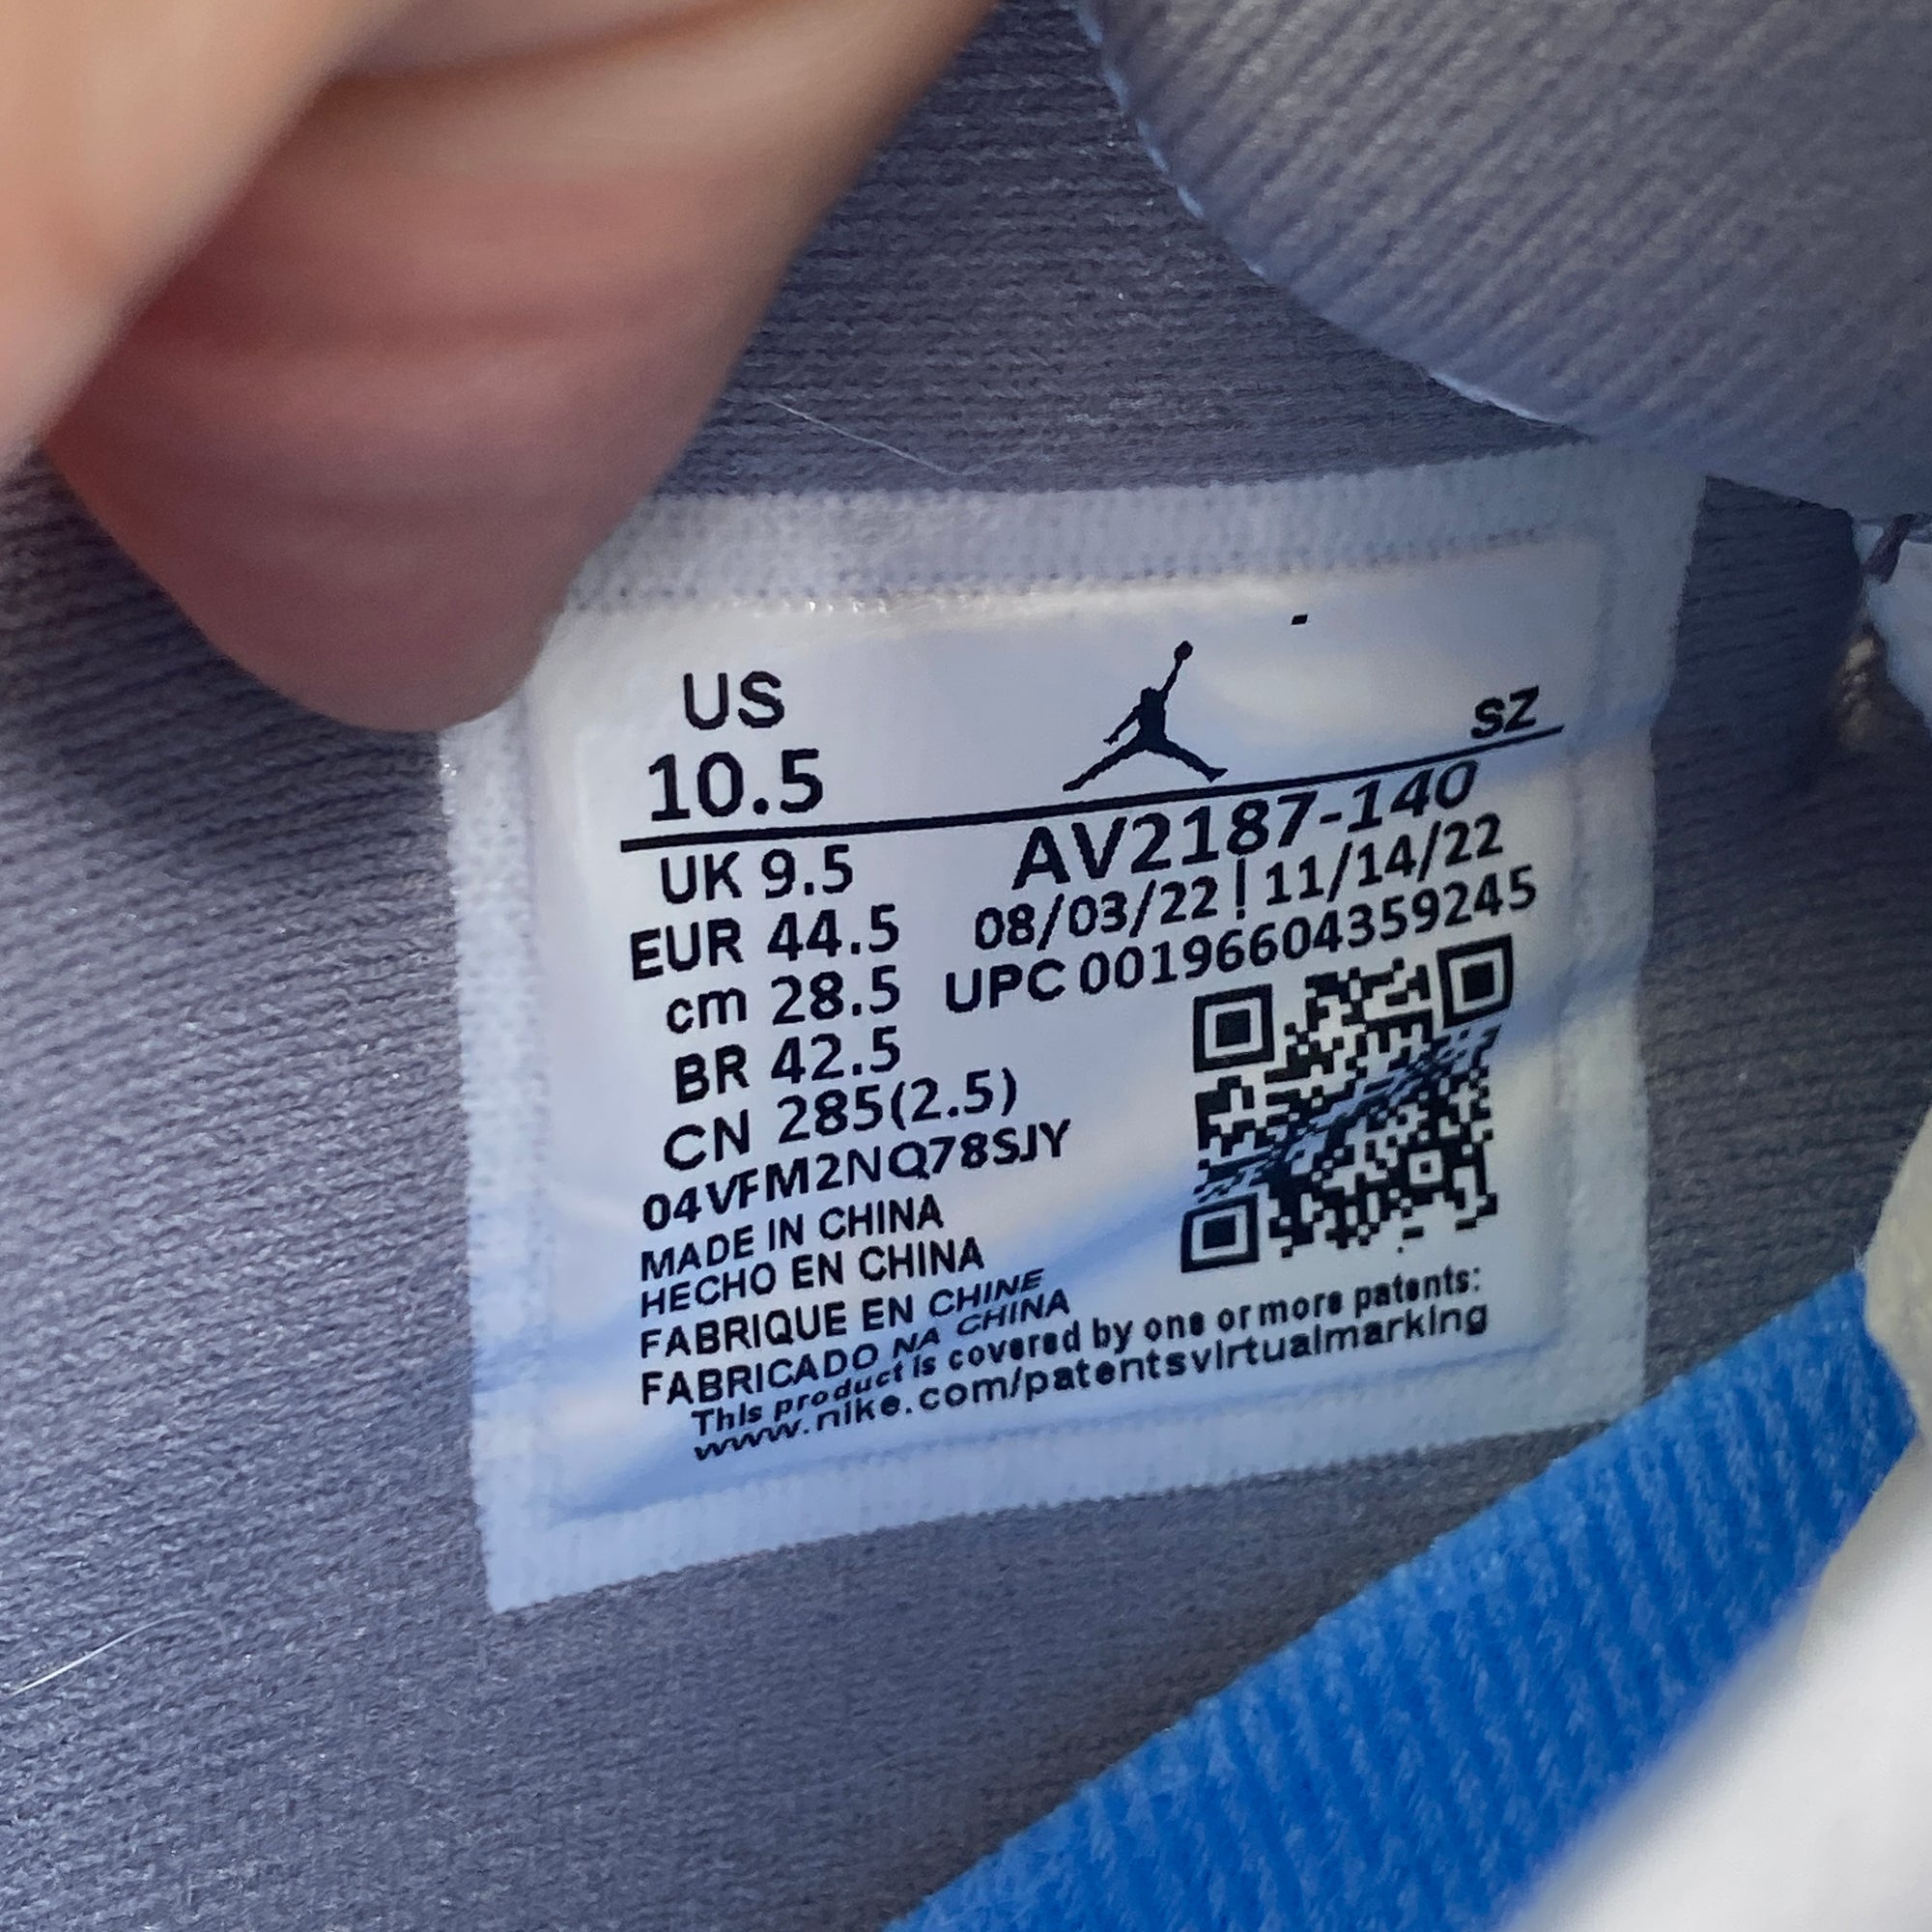 US
10.5
SZ
UK 9.5
EUR 44.5
cm 28.5
BR 42.5
CN 285(2.5)
AV2187-140
08/03/22 | 11/14/22
UPC 00196604359245
04VFM2NQ78SJY
MADE IN CHINA
HECHO EN CHINA
FABRIQUE EN CHINE
FABRICADO NA CHINA
This product is covered by one or more patents:
www.nike.com/patentsvirtualmarking